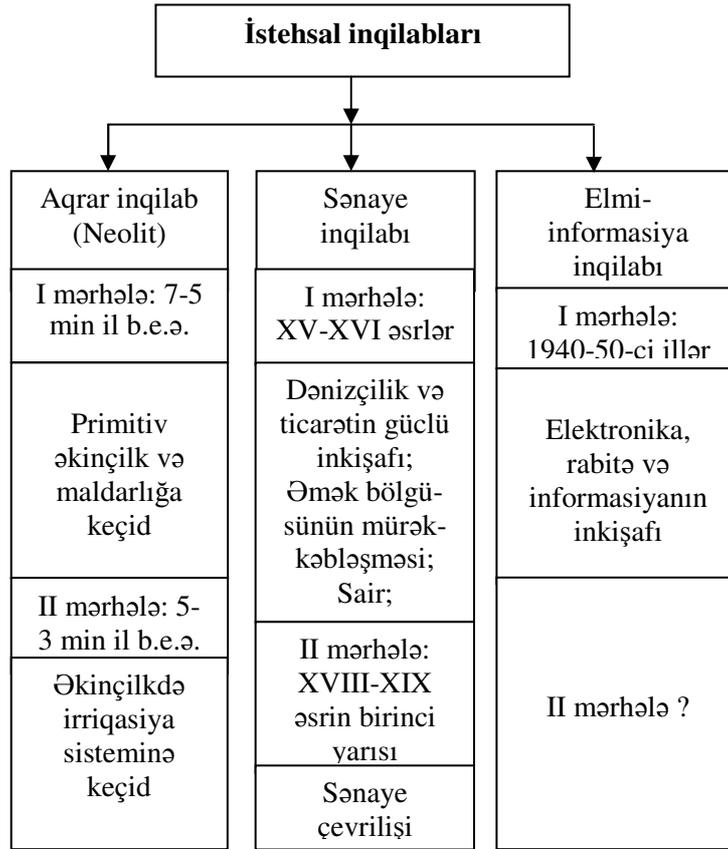 İstehsal inqilabları
Aqrar inqilab
(Neolit)
I mərhələ: 7-5
min il b.e.ə.
Primitiv
əkinçilk və
maldarlığa
keçid
II mərhələ: 5-
3 min il b.e.ə.
Əkinçilkdə
irriqasiya
sisteminə
keçid
Sənaye
inqilabı
I mərhələ:
XV-XVI əsrlər
Dənizçilik və
ticarətin güclü
inkişafı;
Əmək bölgü-
sünün mürək-
kəbləşməsi;
Sair;
II mərhələ:
XVIII-XIX
əsrin birinci
yarısı
Sənaye
çevrilişi
Elmi-
informasiya
inqilabı
I mərhələ:
1940-50-ci illər
Elektronika,
rabitə və
informasiyanın
inkişafı
II mərhələ ?